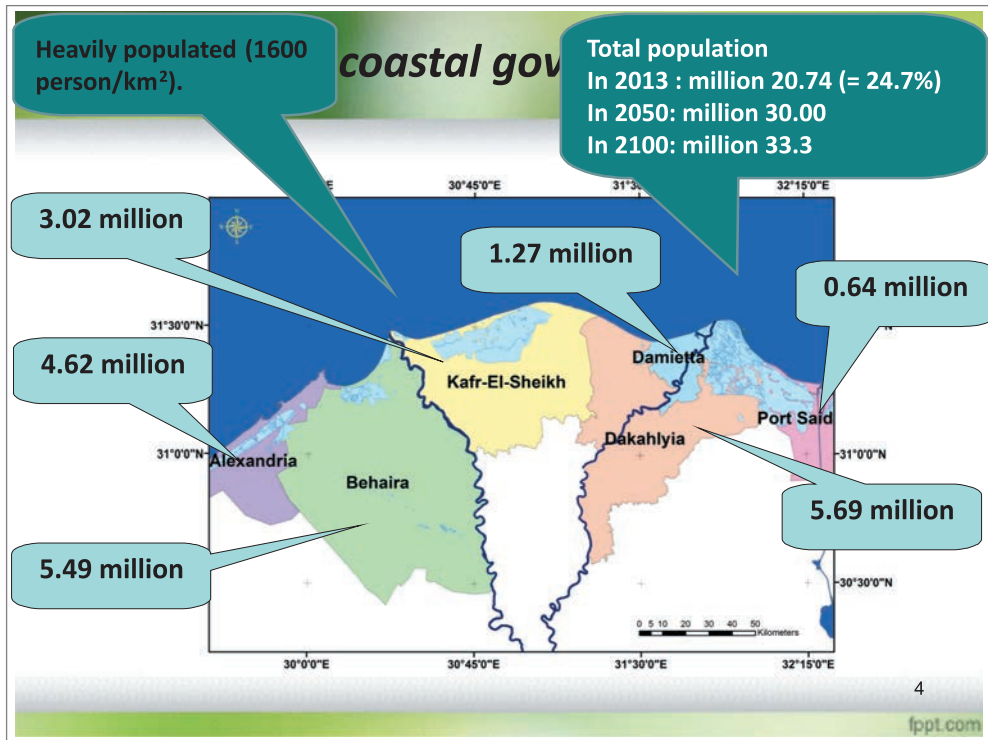 Heavily populated (1600
person/km²).
coastal gov
Total population
In 2013 : million 20.74 (= 24.7%)
In 2050: million 30.00
In 2100: million 33.3
30°45'0"E
32°15'0"E
3.02 million
1.27 million
0.64 million
31°30'0"N
4.62 million
Damietta
Kafr-El-Sheikh
Port Said
Dakahlyia
31°0'0"N
Alexandria
Behaira
5.69 million
5.49 million
30°30'0"N
0 5 10 20 30 40 50
Kilometers
30°0'0"E
30°45'0"E
31°30'0"E
32°15'0"E
4
fppt.com